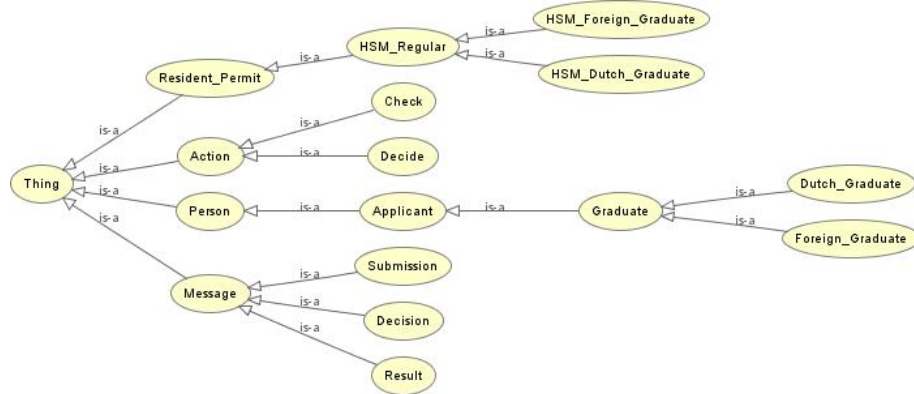 HSM_Foreign_Graduate
is-a
HSM_Regular
is-a
is-a
HSM_Dutch_Graduate
Resident_Permit
Check
is-a
is-a
Action
is-a
Decide
is-a
Thing
Dutch_Graduate
is-a
is-a
Person
is-a
Applicant
is-a
Graduate
is-a
is-a
Foreign_Graduate
Submission
is-a
Message
is-a
Decision
is-a
Result